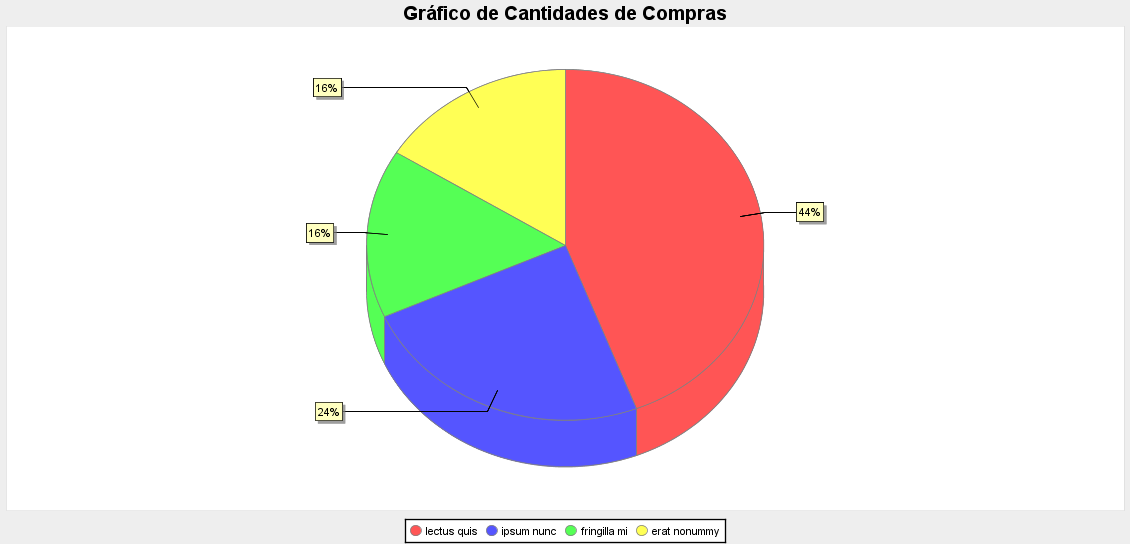 Gráfico de Cantidades de Compras
16%
44%
16%
24%
lectus quis ipsum nunc fringilla mi erat nonummy